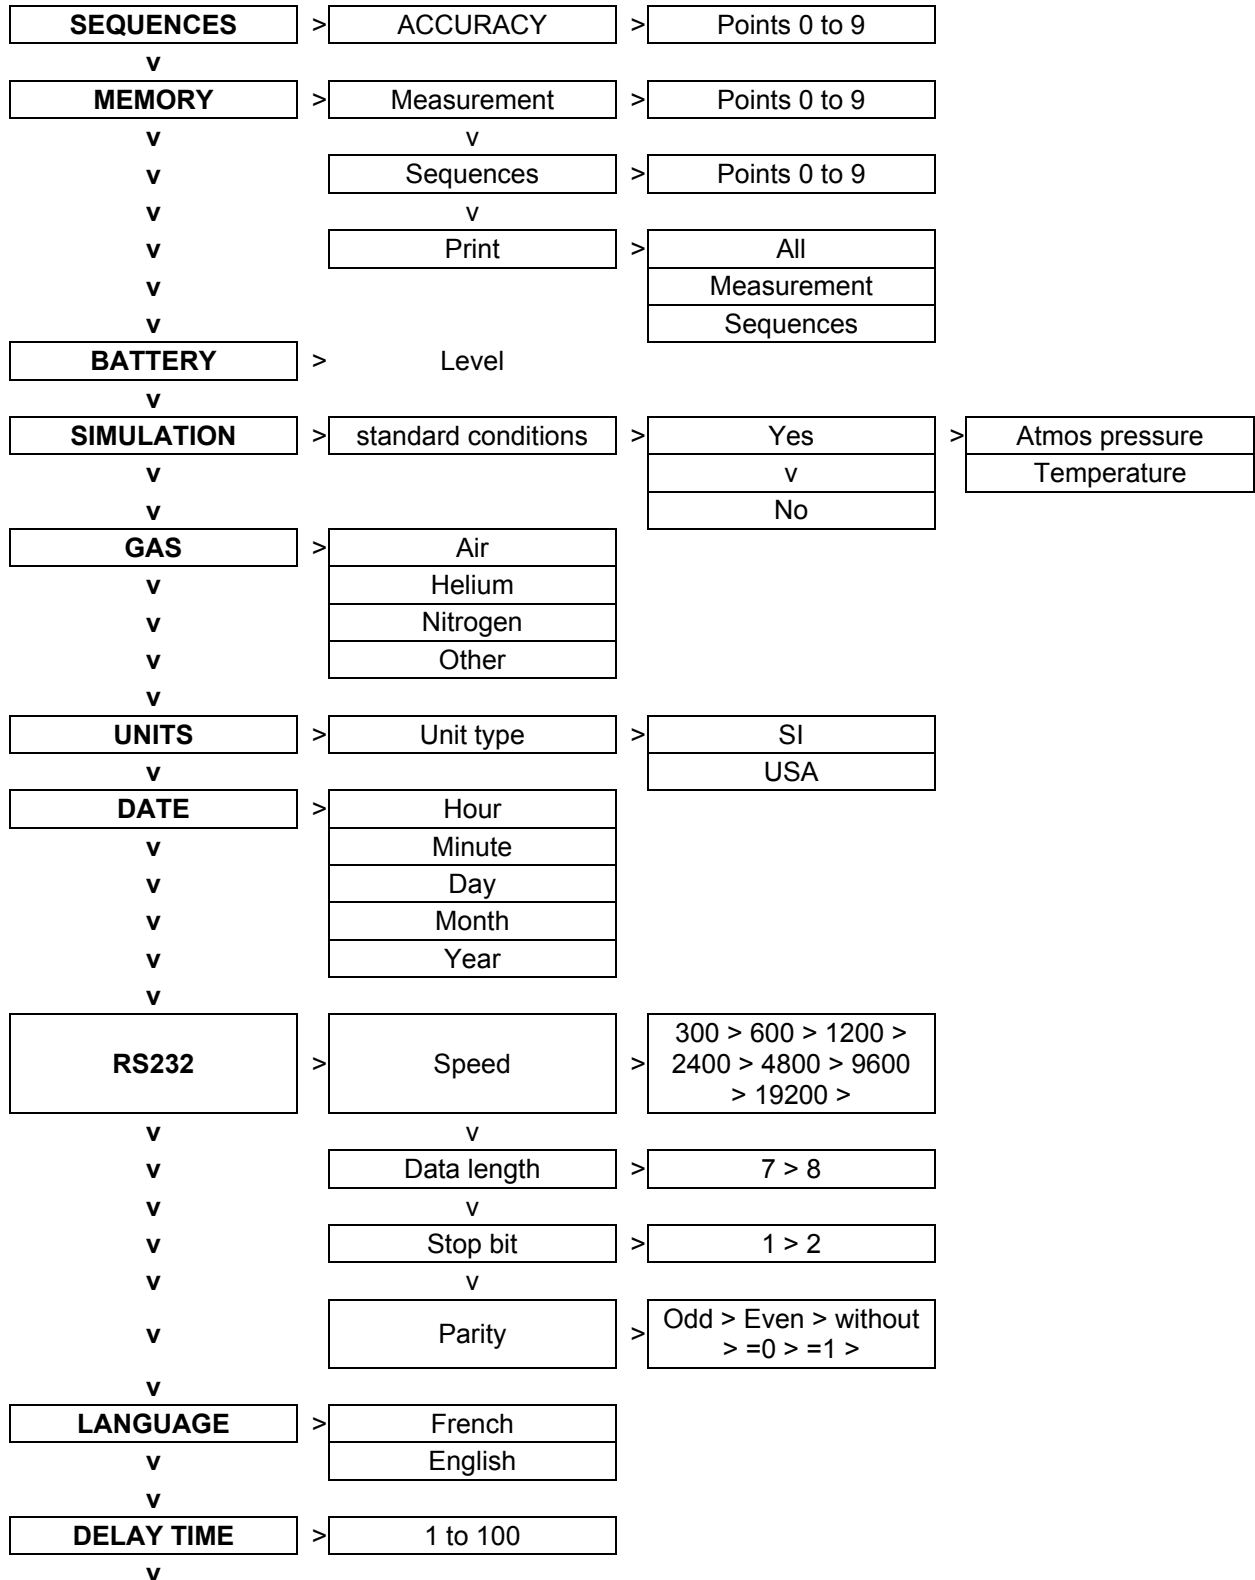 SEQUENCES > ACCURACY > Points 0 to 9
v
MEMORY > Measurement > Points 0 to 9
v v
v Sequences > Points 0 to 9
v v
v Print > All
v Measurement
v Sequences
BATTERY > Level
v
SIMULATION > standard conditions > Yes > Atmos pressure
v v Temperature
v No
GAS > Air
v Helium
v Nitrogen
v Other
v
UNITS > Unit type > SI
v USA
DATE > Hour
v Minute
v Day
v Month
v Year
v
RS232 > Speed > 300 > 600 > 1200 >
2400 > 4800 > 9600
> 19200 >
v v
v Data length > 7 > 8
v v
v Stop bit > 1 > 2
v v
v Parity > Odd > Even > without
> =0 > =1 >
v
LANGUAGE > French
v English
v
DELAY TIME > 1 to 100
v